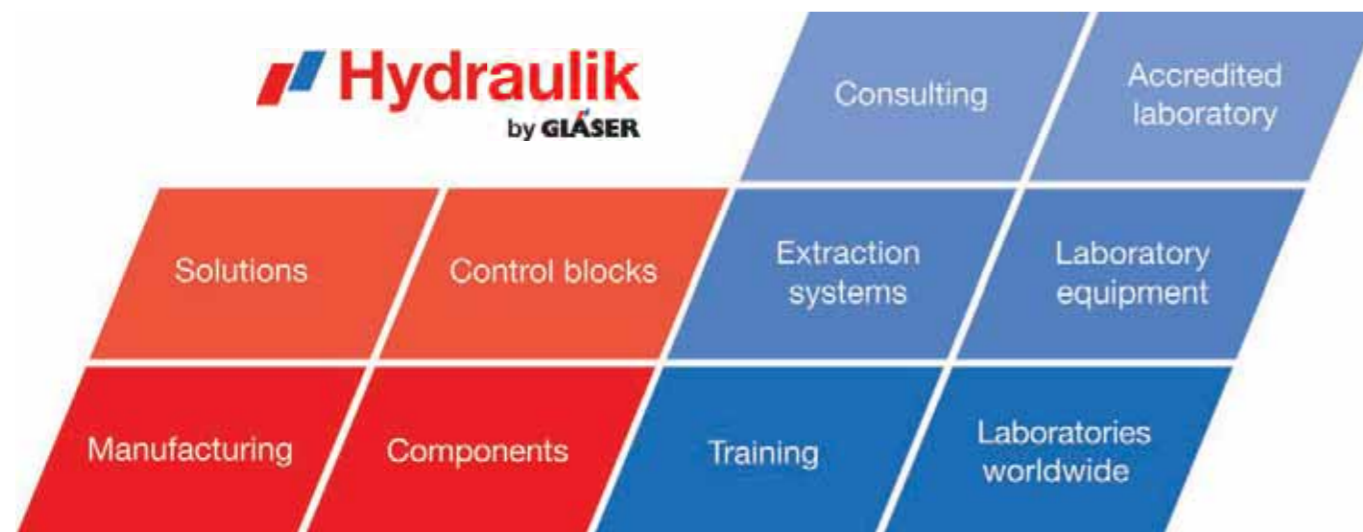 Hydraulik
by GLÄSER
Consulting
Accredited
laboratory
Solutions
Control blocks
Extraction
systems
Laboratory
equipment
Manufacturing
Components
Training
Laboratories
worldwide